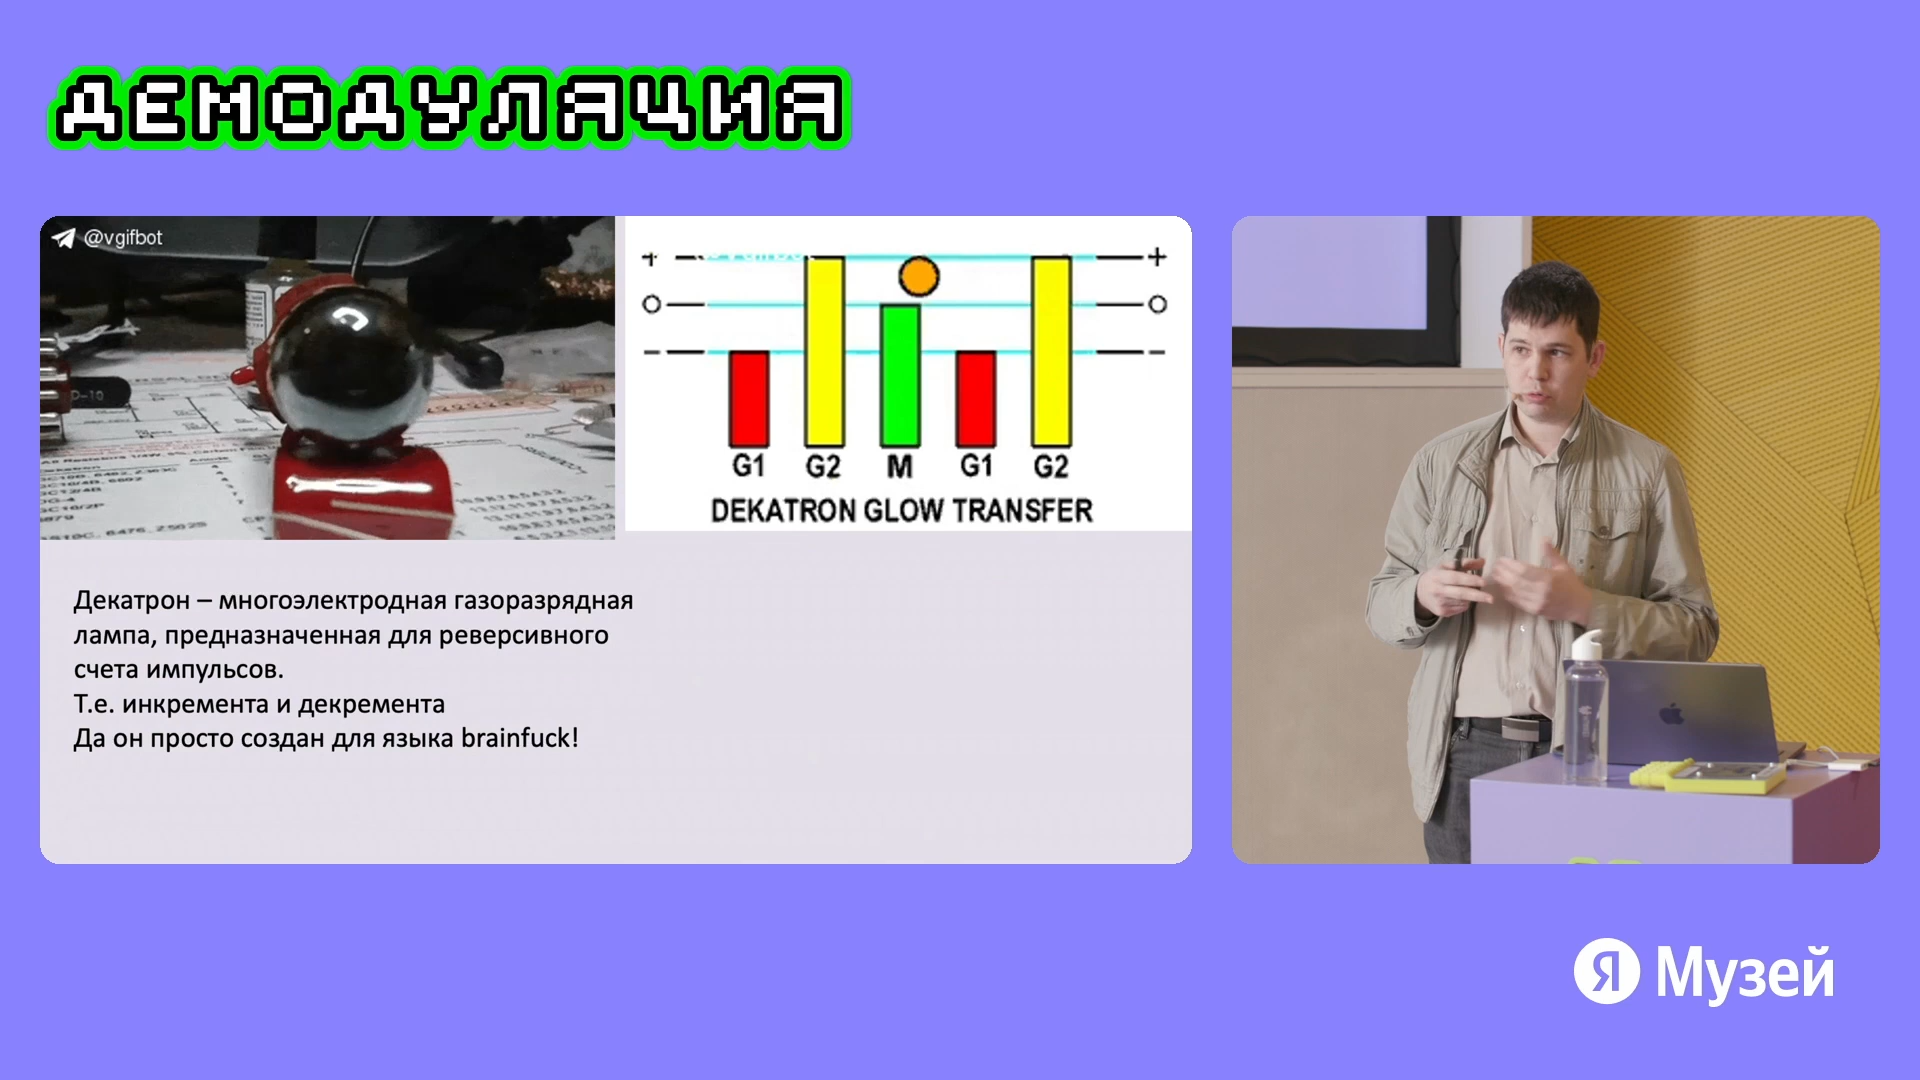 ДЕМОДУЛЯЦИЯ
@vgifbot
+ +
O O
– –
G1 G2 M G1 G2
DEKATRON GLOW TRANSFER
Декатрон – многоэлектродная газоразрядная
лампа, предназначенная для реверсивного
счета импульсов.
Т.е. инкремента и декремента
Да он просто создан для языка brainfuck!
Я Музей